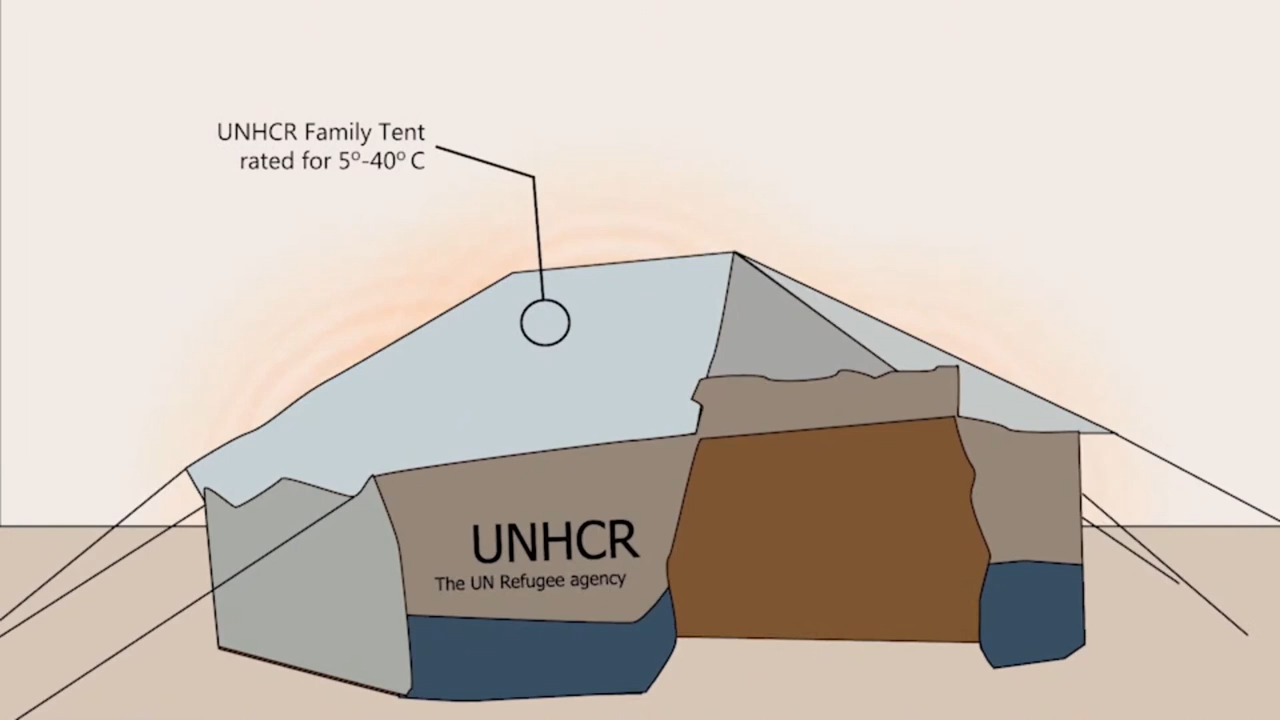 UNHCR Family Tent
rated for 5º-40º C
UNHCR
The UN Refugee agency